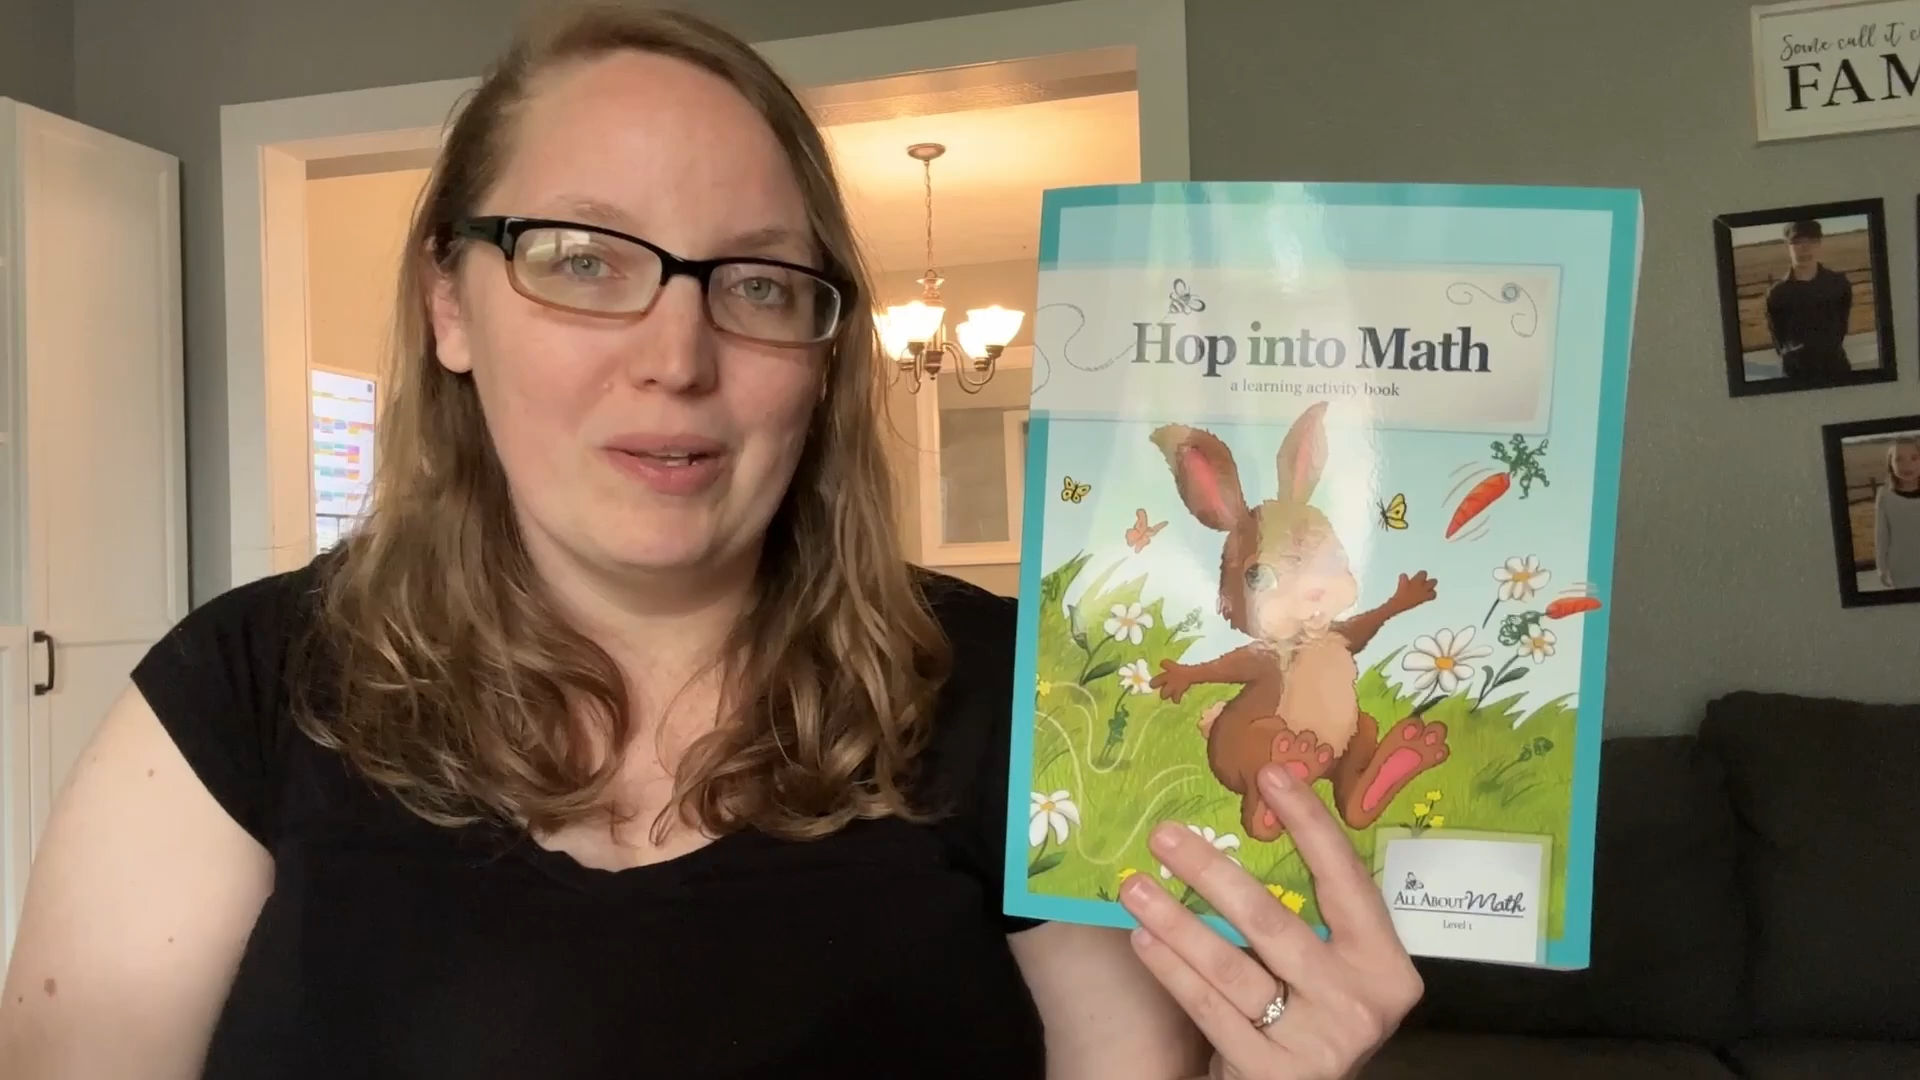 Some call it
FAM
Hop into Math
a learning activity book
ALL ABOUT Math
Level 1